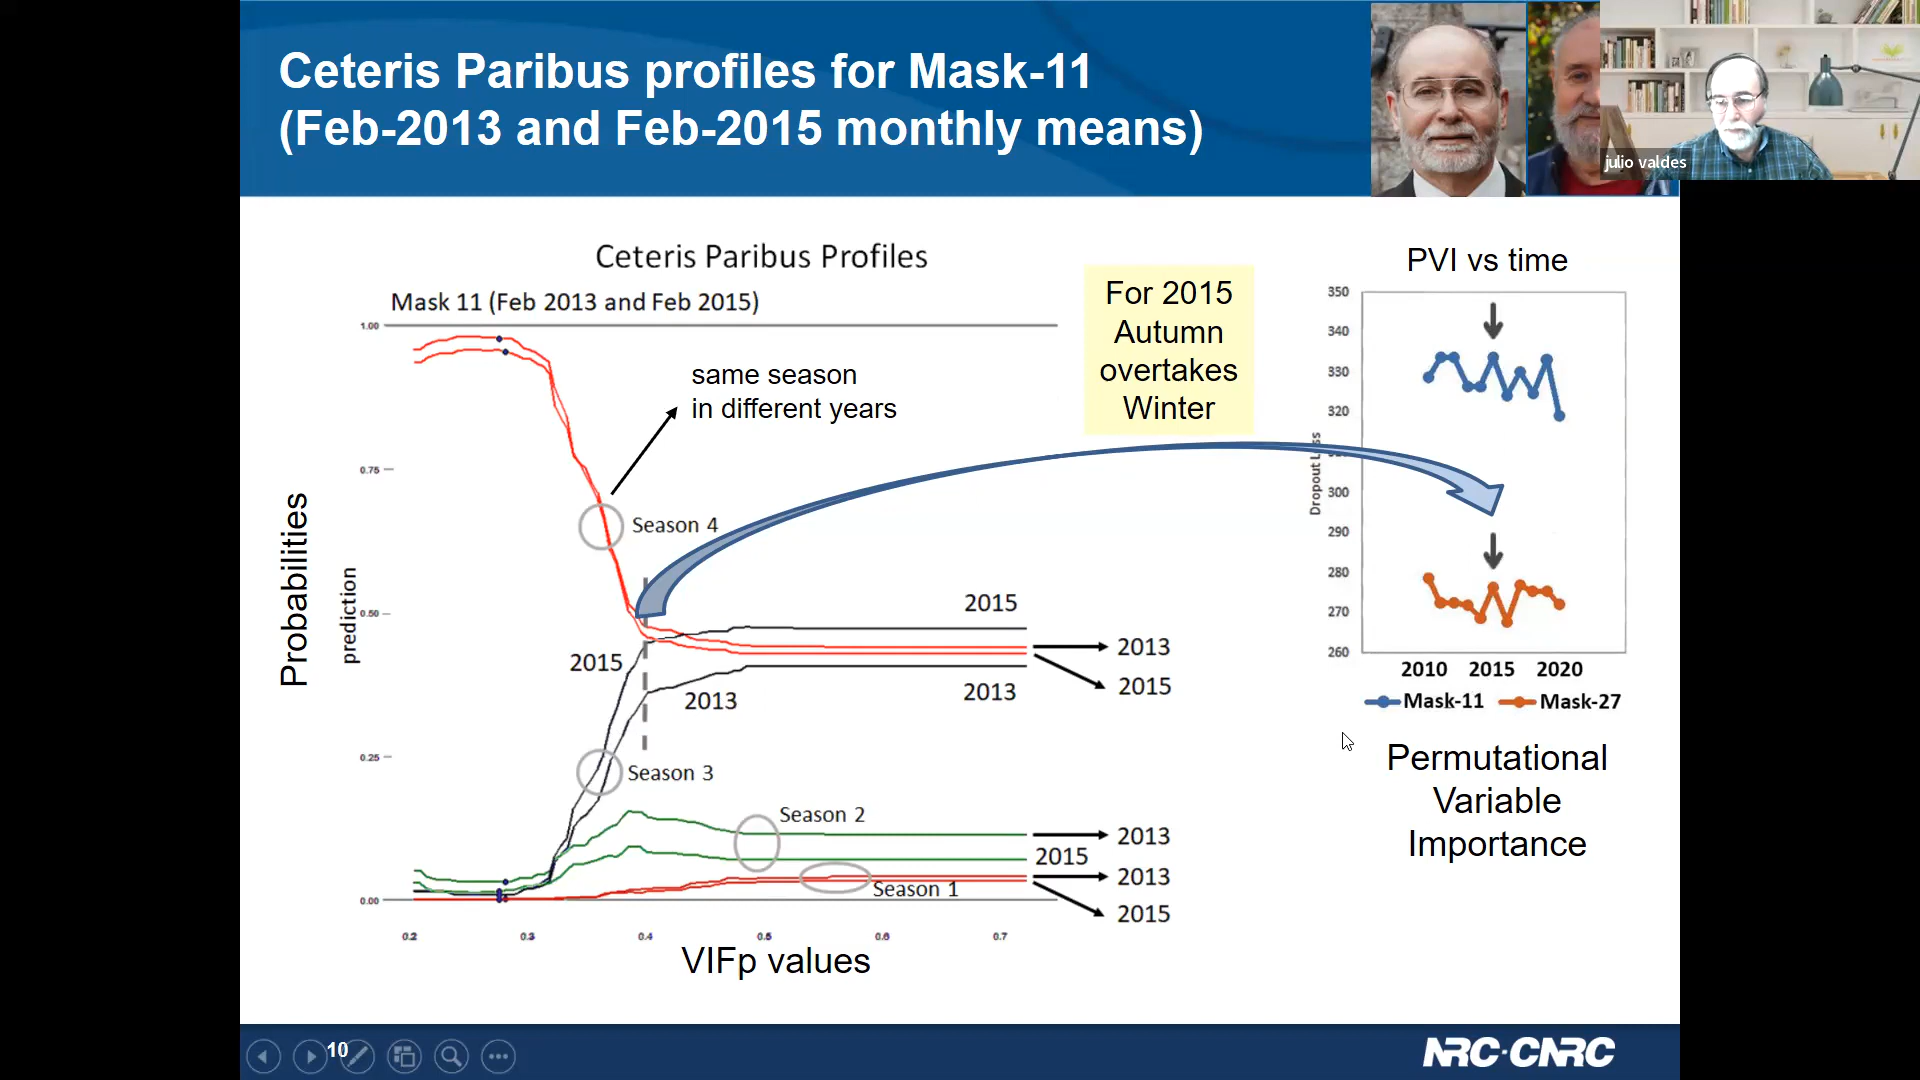 Ceteris Paribus profiles for Mask-11
(Feb-2013 and Feb-2015 monthly means)
julio valdes
Ceteris Paribus Profiles
Mask 11 (Feb 2013 and Feb 2015)
1.00
0.75
0.50
0.25
0.00
Probabilities
prediction
same season
in different years
Season 4
2015
2013
2015
2013
2013
2015
Season 3
Season 2
Season 1
2013
2015
2013
2015
0.2
0.3
0.4
0.5
0.6
0.7
VIFp values
For 2015
Autumn
overtakes
Winter
PVI vs time
350
340
330
320
300
290
280
270
260
Dropout
2010
2015
2020
Mask-11
Mask-27
Permutational
Variable
Importance
10
NRC·CNRC